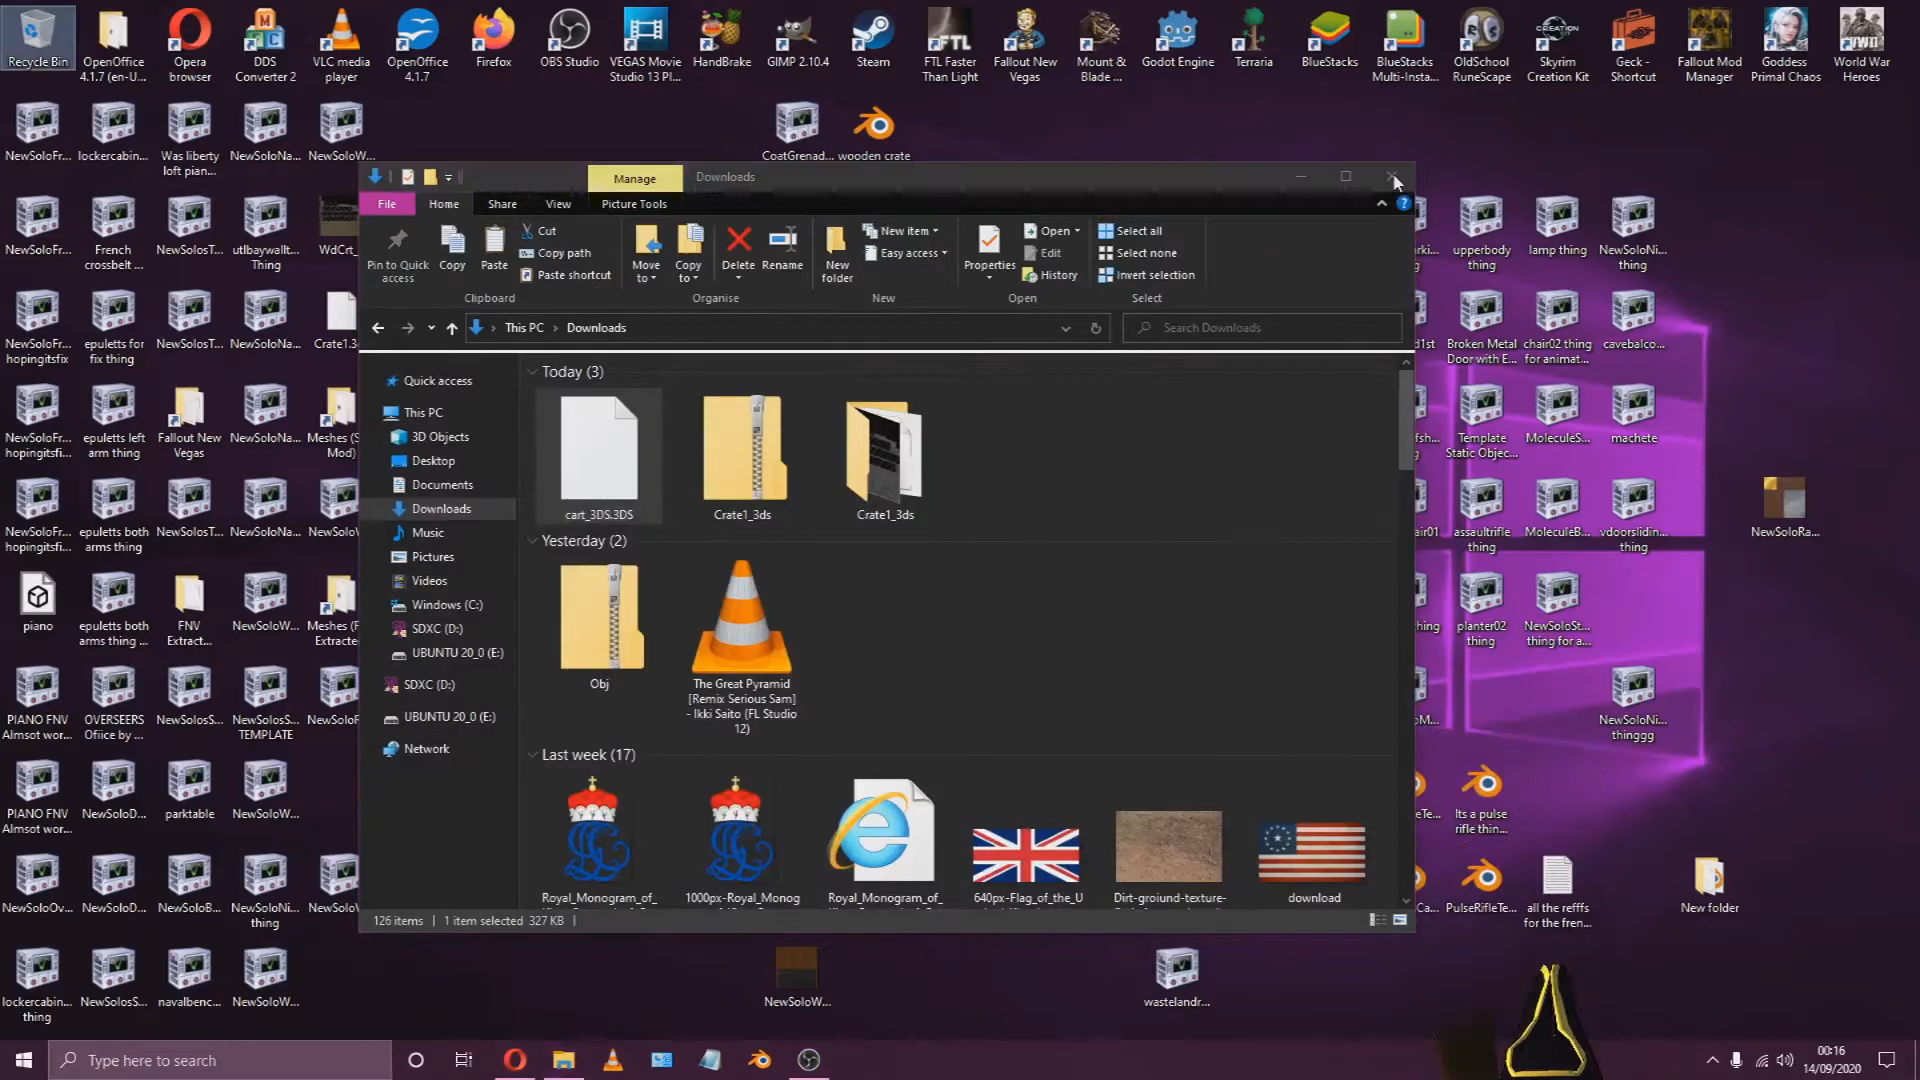 Recycle Bin
OpenOffice
4.1.7 (en-U...
Opera
browser
DDS
Converter 2
VLC media
player
OpenOffice
4.1.7
Firefox
OBS Studio
VEGAS Movie
Studio 13 Pl...
HandBrake
GIMP 2.10.4
Steam
FTL Faster
Than Light
Fallout New
Vegas
Mount &
Blade ...
Godot Engine
Terraria
BlueStacks
BlueStacks
Multi-Insta...
OldSchool
RuneScape
Skyrim
Creation Kit
Geck -
Shortcut
Fallout Mod
Manager
Goddess
Primal Chaos
World War
Heroes
NewSoloFr...
lockercabin...
Was liberty
loft pian...
NewSoloNa...
NewSoloW...
CoatGrenad...
wooden crate
Manage
Downloads
File
Home
Share
View
Picture Tools
Pin to Quick
access
Copy
Paste
Cut
Copy path
Paste shortcut
Move
to
Copy
to
Delete
Rename
New
folder
New item
Easy access
Properties
Open
Edit
History
Select all
Select none
Invert selection
Clipboard
Organise
New
Open
Select
This PC
Downloads
Search Downloads
Quick access
This PC
3D Objects
Desktop
Documents
Downloads
Music
Pictures
Videos
Windows (C:)
SDXC (D:)
UBUNTU 20_0 (E:)
SDXC (D:)
UBUNTU 20_0 (E:)
Network
Today (3)
cart_3DS.3DS
Crate1_3ds
Crate1_3ds
Yesterday (2)
Obj
The Great Pyramid
[Remix Serious Sam]
- Ikki Saito (FL Studio
12)
Last week (17)
Royal_Monogram_of_
1000px-Royal_Monog
Royal_Monogram_of_
640px-Flag_of_the_U
Dirt-groiund-texture-
download
126 items
1 item selected 327 KB
NewSoloFr...
French
crossbelt ...
NewSolosT...
utlbaywallt...
Thing
WdCrt_
NewSoloFr...
hopingitsfix
epuletts for
fix thing
NewSolosT...
NewSoloNa...
Crate1.3
NewSoloFr...
hopingitsfi...
epuletts left
arm thing
Fallout New
Vegas
NewSoloNa...
Meshes (S
Mod)
NewSoloFr...
hopingitsfi...
epuletts both
arms thing
NewSolosT...
NewSoloNa...
NewSoloW
piano
epuletts both
arms thing ...
FNV
Extract...
NewSoloW...
Meshes (F
Extracte
PIANO FNV
Almsot wor...
OVERSEERS
Ofiice by ...
NewSolosS...
NewSolosS...
TEMPLATE
NewSoloF
PIANO FNV
Almsot wor...
NewSoloD...
parktable
NewSoloW...
NewSoloOv...
NewSoloD...
NewSoloB...
NewSoloNi...
thing
NewSoloW
lockercabin...
thing
NewSolosS...
navalbenc...
NewSoloW...
upperbody
thing
lamp thing
NewSoloNi...
thing
Broken Metal
Door with E...
chair02 thing
for animat...
cavebalco...
Template
Static Objec...
MoleculeS...
machete
assaultrifle
thing
MoleculeB...
vdoorslidin...
thing
NewSoloRa...
planter02
thing
NewSoloSt...
thing for a...
NewSoloNi...
thinggg
Its a pulse
rifle thin...
PulseRifleTe...
all the refffs
for the fren...
New folder
NewSoloW...
wastelandr...
Type here to search
00:16
14/09/2020